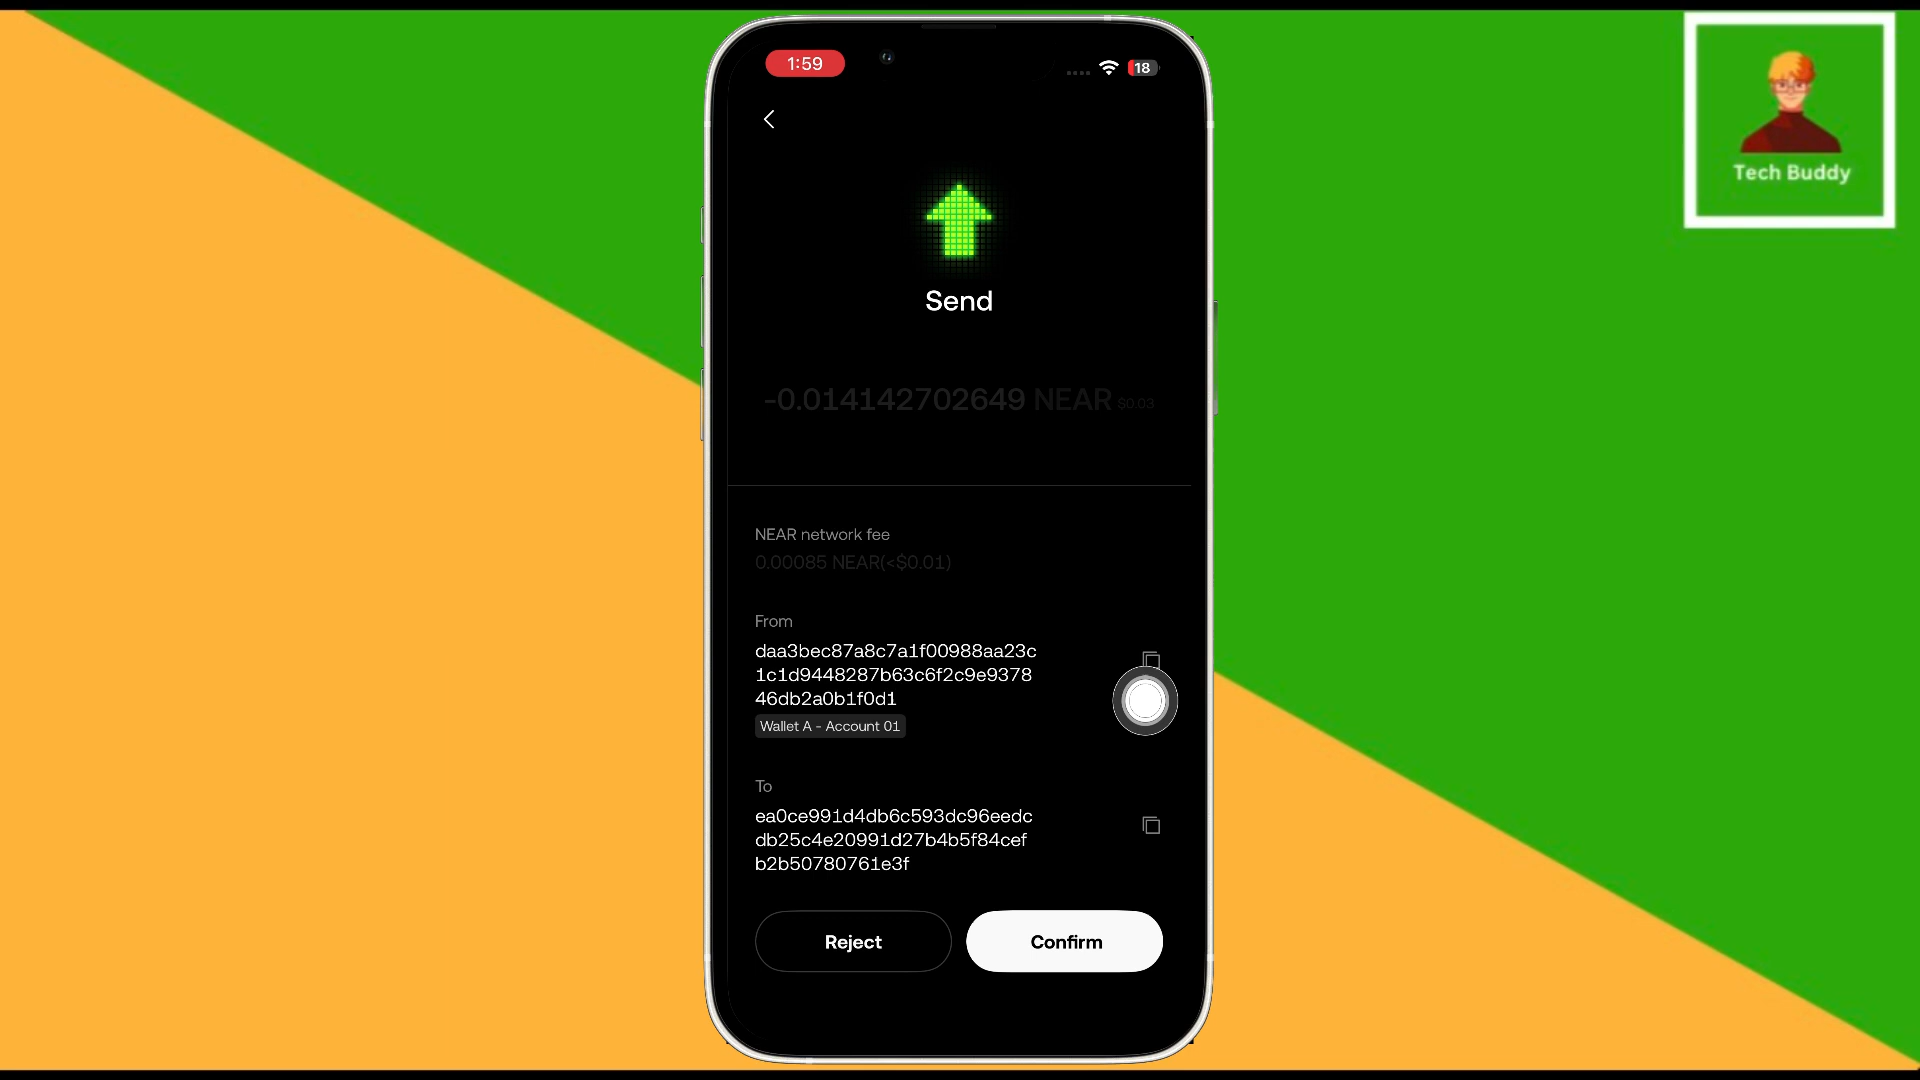 1:59
18
Tech Buddy
Send
-0.014142702649 NEAR $0.03
NEAR network fee
0.00085 NEAR(<$0.01)
From
daa3bec87a8c7a1f00988aa23c
1c1d9448287b63c6f2c9e9378
46db2a0b1f0d1
Wallet A - Account 01
To
ea0ce991d4db6c593dc96eedc
db25c4e20991d27b4b5f84cef
b2b50780761e3f
Reject
Confirm